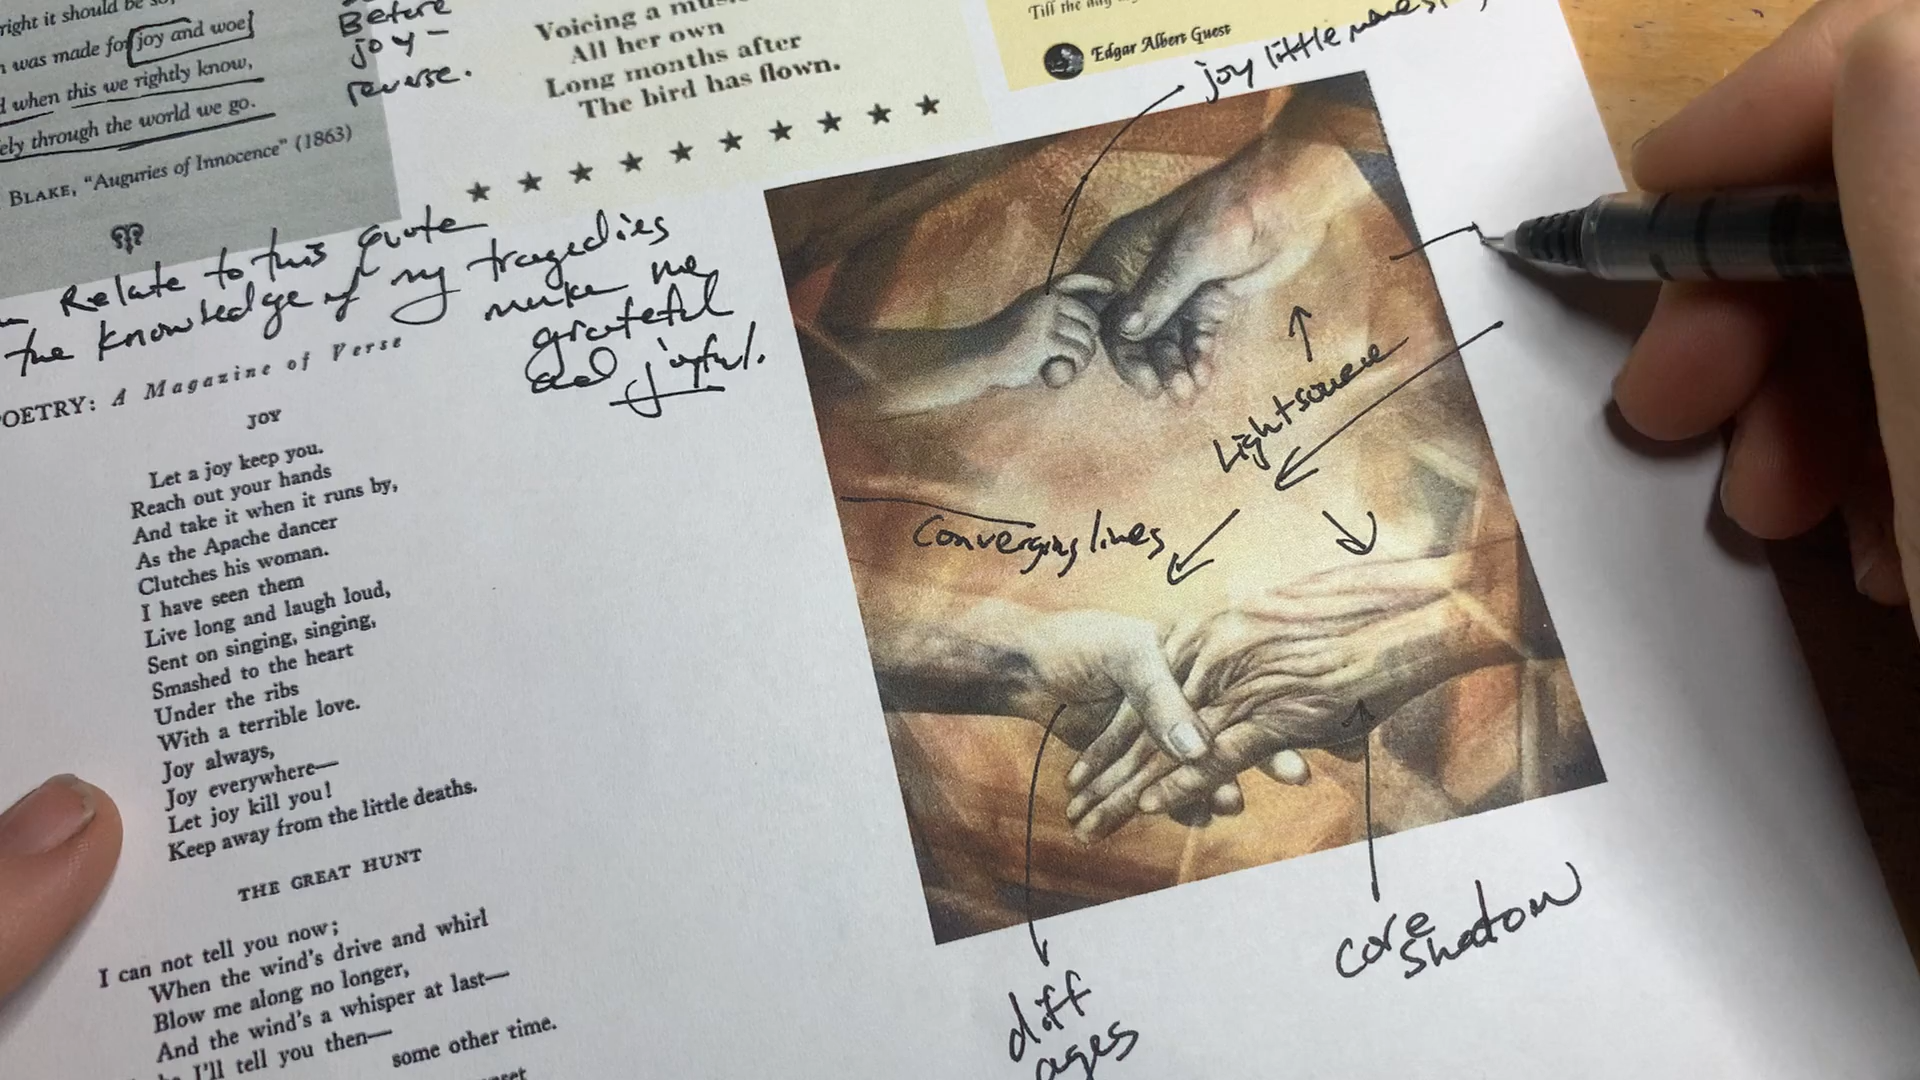 right it should be so
was made for joy and woe
when this we rightly know,
ely through the world we go.
BLAKE, "Auguries of Innocence" (1863)
Before
joy -
reverse.
Voicing a
All her own
Long months after
The bird has flown.
Till the
Edgar Albert Guest
joy little
Relate to this quote
the knowledge of my tragedies
make me
grateful
and joyful.
POETRY: A Magazine of Verse
JOY
Let a joy keep you.
Reach out your hands
And take it when it runs by,
As the Apache dancer
Clutches his woman.
I have seen them
Live long and laugh loud,
Sent on singing, singing,
Smashed to the heart
Under the ribs
With a terrible love.
Joy always,
Joy everywhere—
Let joy kill you!
Keep away from the little deaths.
THE GREAT HUNT
I can not tell you now;
When the wind's drive and whirl
Blow me along no longer,
And the wind's a whisper at last—
I'll tell you then—
some other time.
Light source
Converging lines
diff
ages
core
shadow